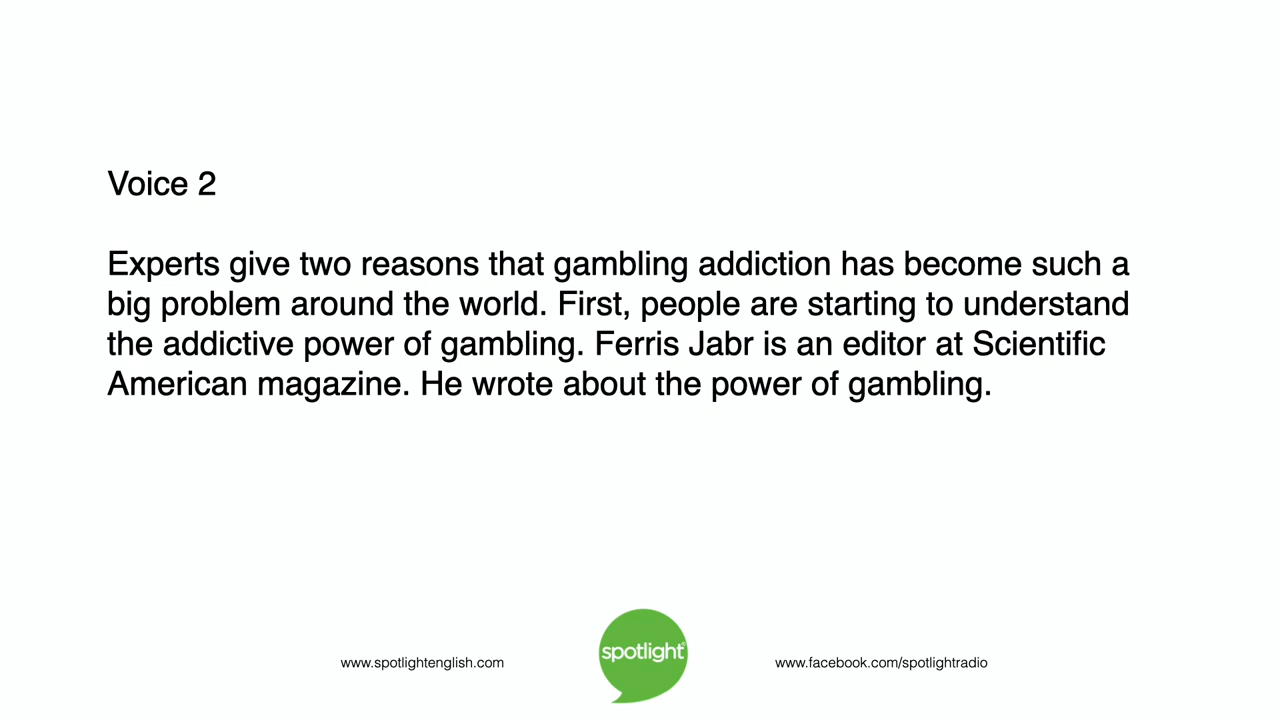 Voice 2
Experts give two reasons that gambling addiction has become such a
big problem around the world. First, people are starting to understand
the addictive power of gambling. Ferris Jabr is an editor at Scientific
American magazine. He wrote about the power of gambling.
www.spotlightenglish.com
spotlight
www.facebook.com/spotlightradio